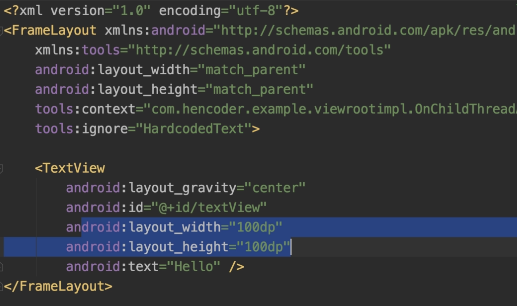 <?xml version="1.0" encoding="utf-8"?>
<FrameLayout xmlns:android="http://schemas.android.com/apk/res/and
xmlns:tools="http://schemas.android.com/tools"
android:layout_width="match_parent"
android:layout_height="match_parent"
tools:context="com.hencoder.example.viewrootimpl.OnChildThread
tools:ignore="HardcodedText">
<TextView
android:layout_gravity="center"
android:id="@+id/textView"
android:layout_width="100dp"
android:layout_height="100dp"
android:text="Hello" />
</FrameLayout>